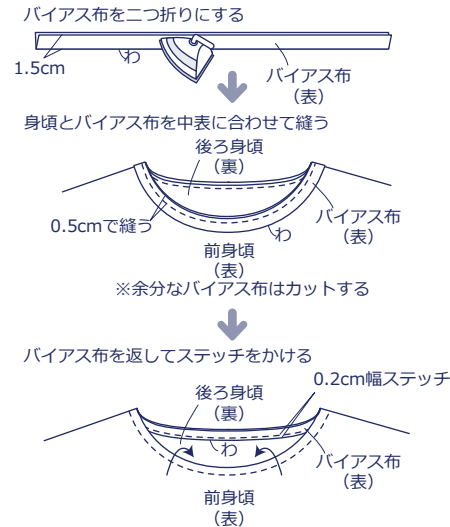 バイアス布を二つ折りにする
1.5cm
わ
バイアス布
（表）
身頃とバイアス布を中表に合わせて縫う
後ろ身頃
（裏）
0.5cmで縫う
バイアス布
（表）
わ
前身頃
（表）
※余分なバイアス布はカットする
バイアス布を返してステッチをかける
0.2cm幅ステッチ
後ろ身頃
（裏）
わ
バイアス布
（表）
前身頃
（表）